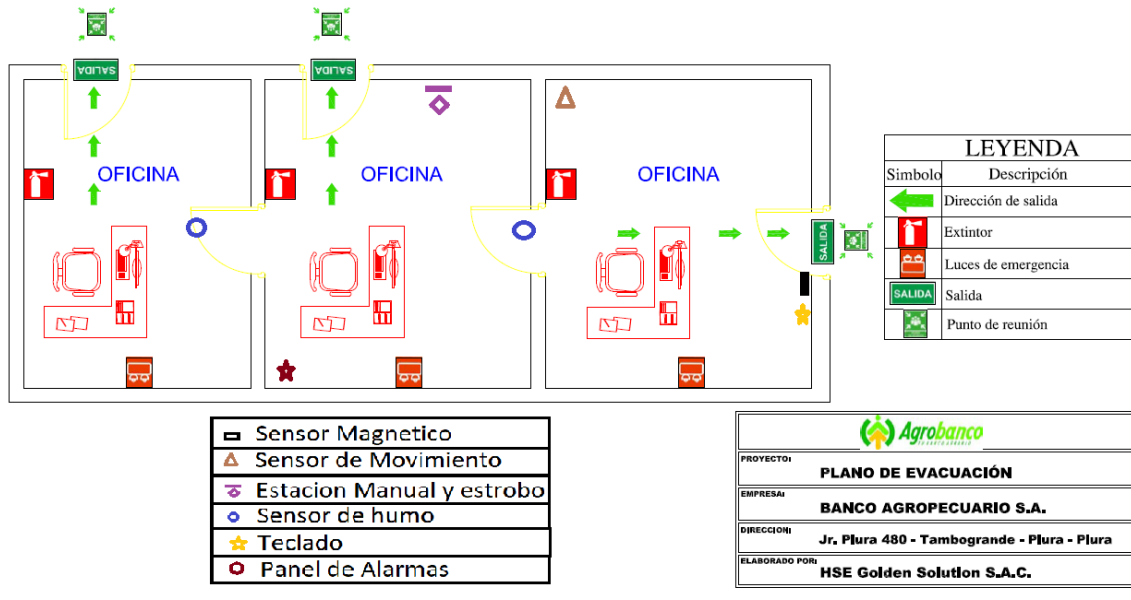 SALIDA
SALIDA
OFICINA
OFICINA
OFICINA
SALIDA
LEYENDA
Simbolo Descripción
Dirección de salida
Extintor
Luces de emergencia
SALIDA Salida
Punto de reunión
Sensor Magnetico
Sensor de Movimiento
Estacion Manual y estrobo
Sensor de humo
Teclado
Panel de Alarmas
Agrobanco
PROYECTO:
PLANO DE EVACUACIÓN
EMPRESA:
BANCO AGROPECUARIO S.A.
DIRECCION:
Jr. Piura 480 - Tambogrande - Piura - Piura
ELABORADO POR:
HSE Golden Solution S.A.C.